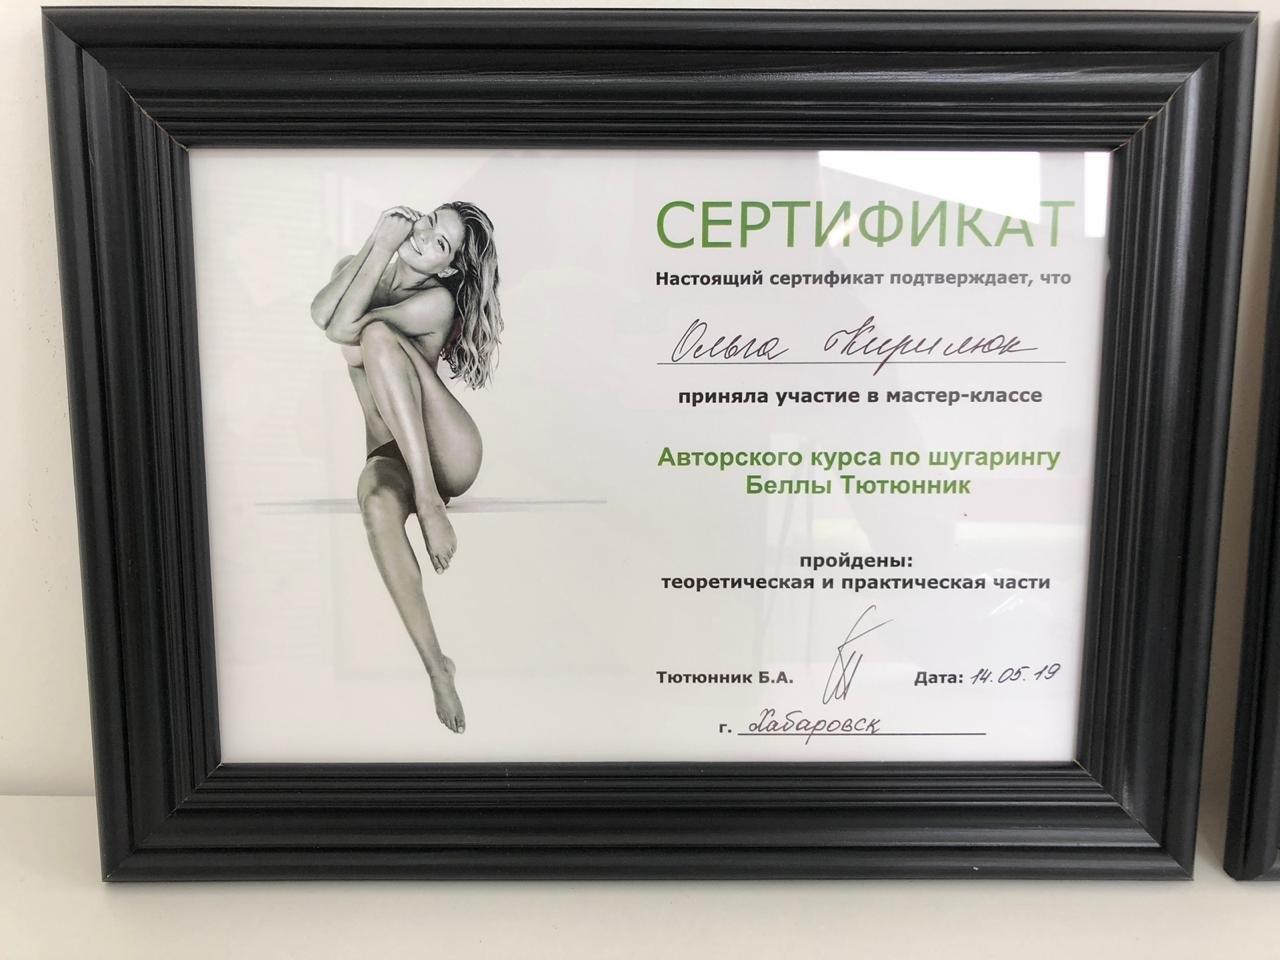 СЕРТИФИКАТ
Настоящий сертификат подтверждает, что
Ольга Кирилюк
приняла участие в мастер-классе
Авторского курса по шугарингу
Беллы Тютюнник
пройдены:
теоретическая и практическая части
Тютюнник Б.А. Дата: 14.05.19
г. Хабаровск